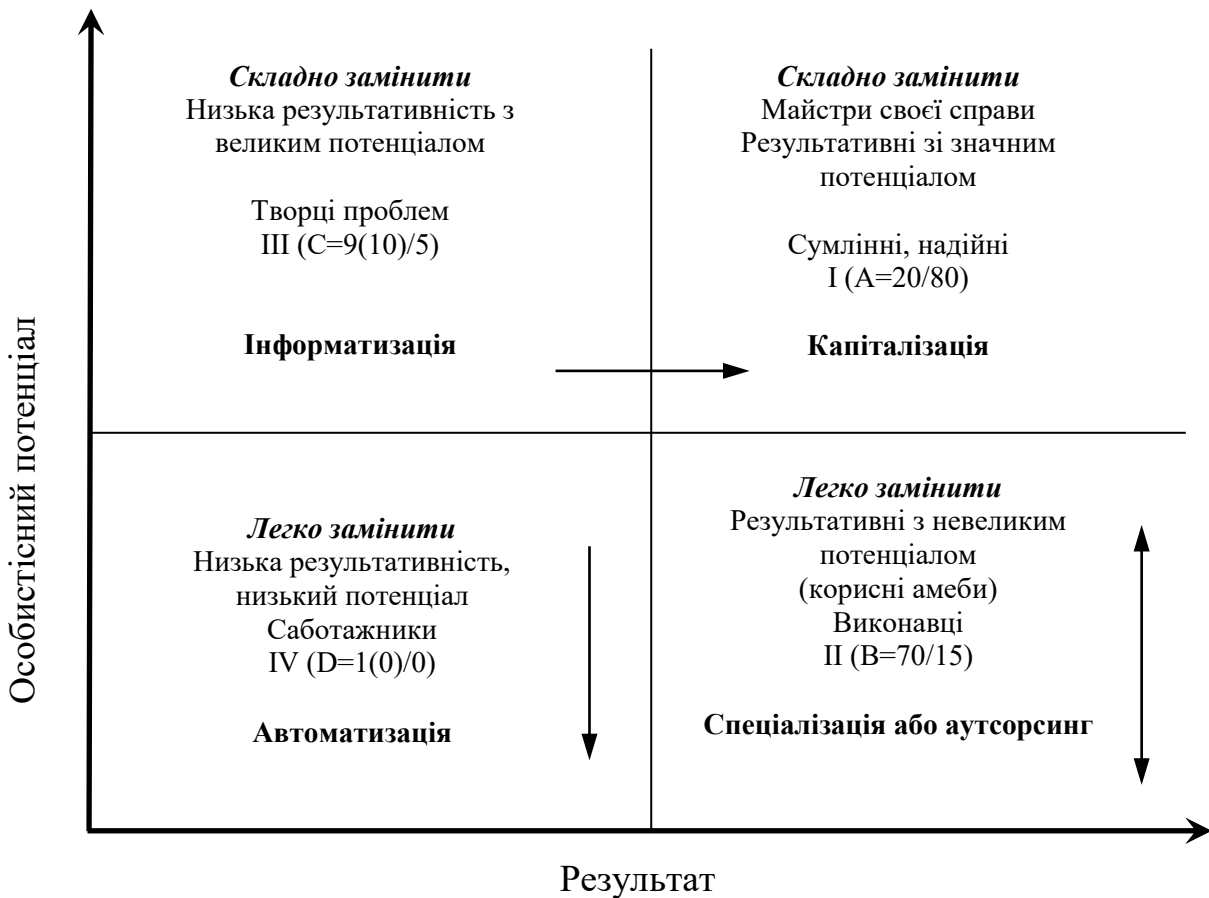 Складно замінити
Низька результативність з
великим потенціалом
Творці проблем
III (C=9(10)/5)
Інформатизація
Складно замінити
Майстри своєї справи
Результативні зі значним
потенціалом
Сумлінні, надійні
I (A=20/80)
Капіталізація
Особистісний потенціал
Легко замінити
Низька результативність,
низький потенціал
Саботажники
IV (D=1(0)/0)
Автоматизація
Легко замінити
Результативні з невеликим
потенціалом
(корисні амеби)
Виконавці
II (B=70/15)
Спеціалізація або аутсорсинг
Результат